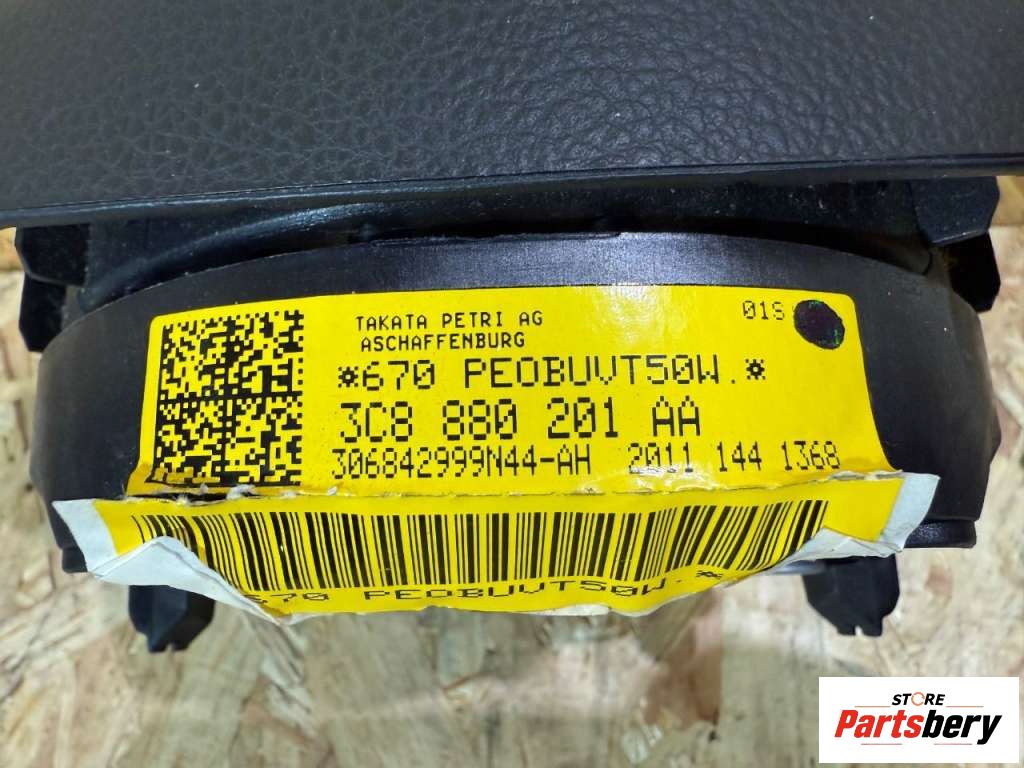 TAKATA PETRI AG
ASCHAFFENBURG
01S
*670 PEOBUVT50W.*
3C8 880 201 AA
306842999N44-AH 2011 144 1368
*670 PEOBUVT50W.*
STORE
Partsbery